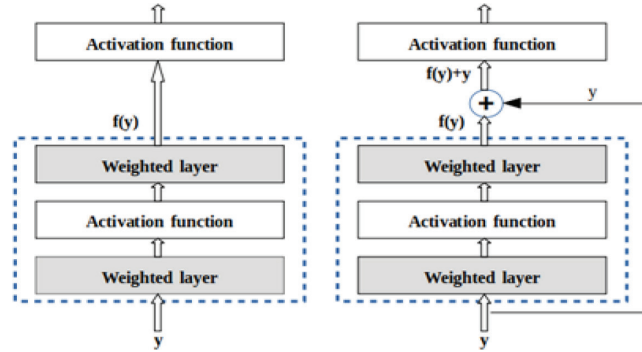 Activation function
f(y)
Weighted layer
Activation function
Weighted layer
y
Activation function
f(y)+y
+
y
f(y)
Weighted layer
Activation function
Weighted layer
y